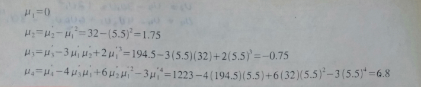 μ₁=0
μ₂=μ₂′−μ₁′²=32−(5.5)²=1.75
μ₃=μ₃′−3μ₁′μ₂′+2μ₁′³=194.5−3(5.5)(32)+2(5.5)³=−0.75
μ₄=μ₄′−4μ₃′μ₁′+6μ₂′μ₁′²−3μ₁′⁴=1223−4(194.5)(5.5)+6(32)(5.5)²−3(5.5)⁴=6.8